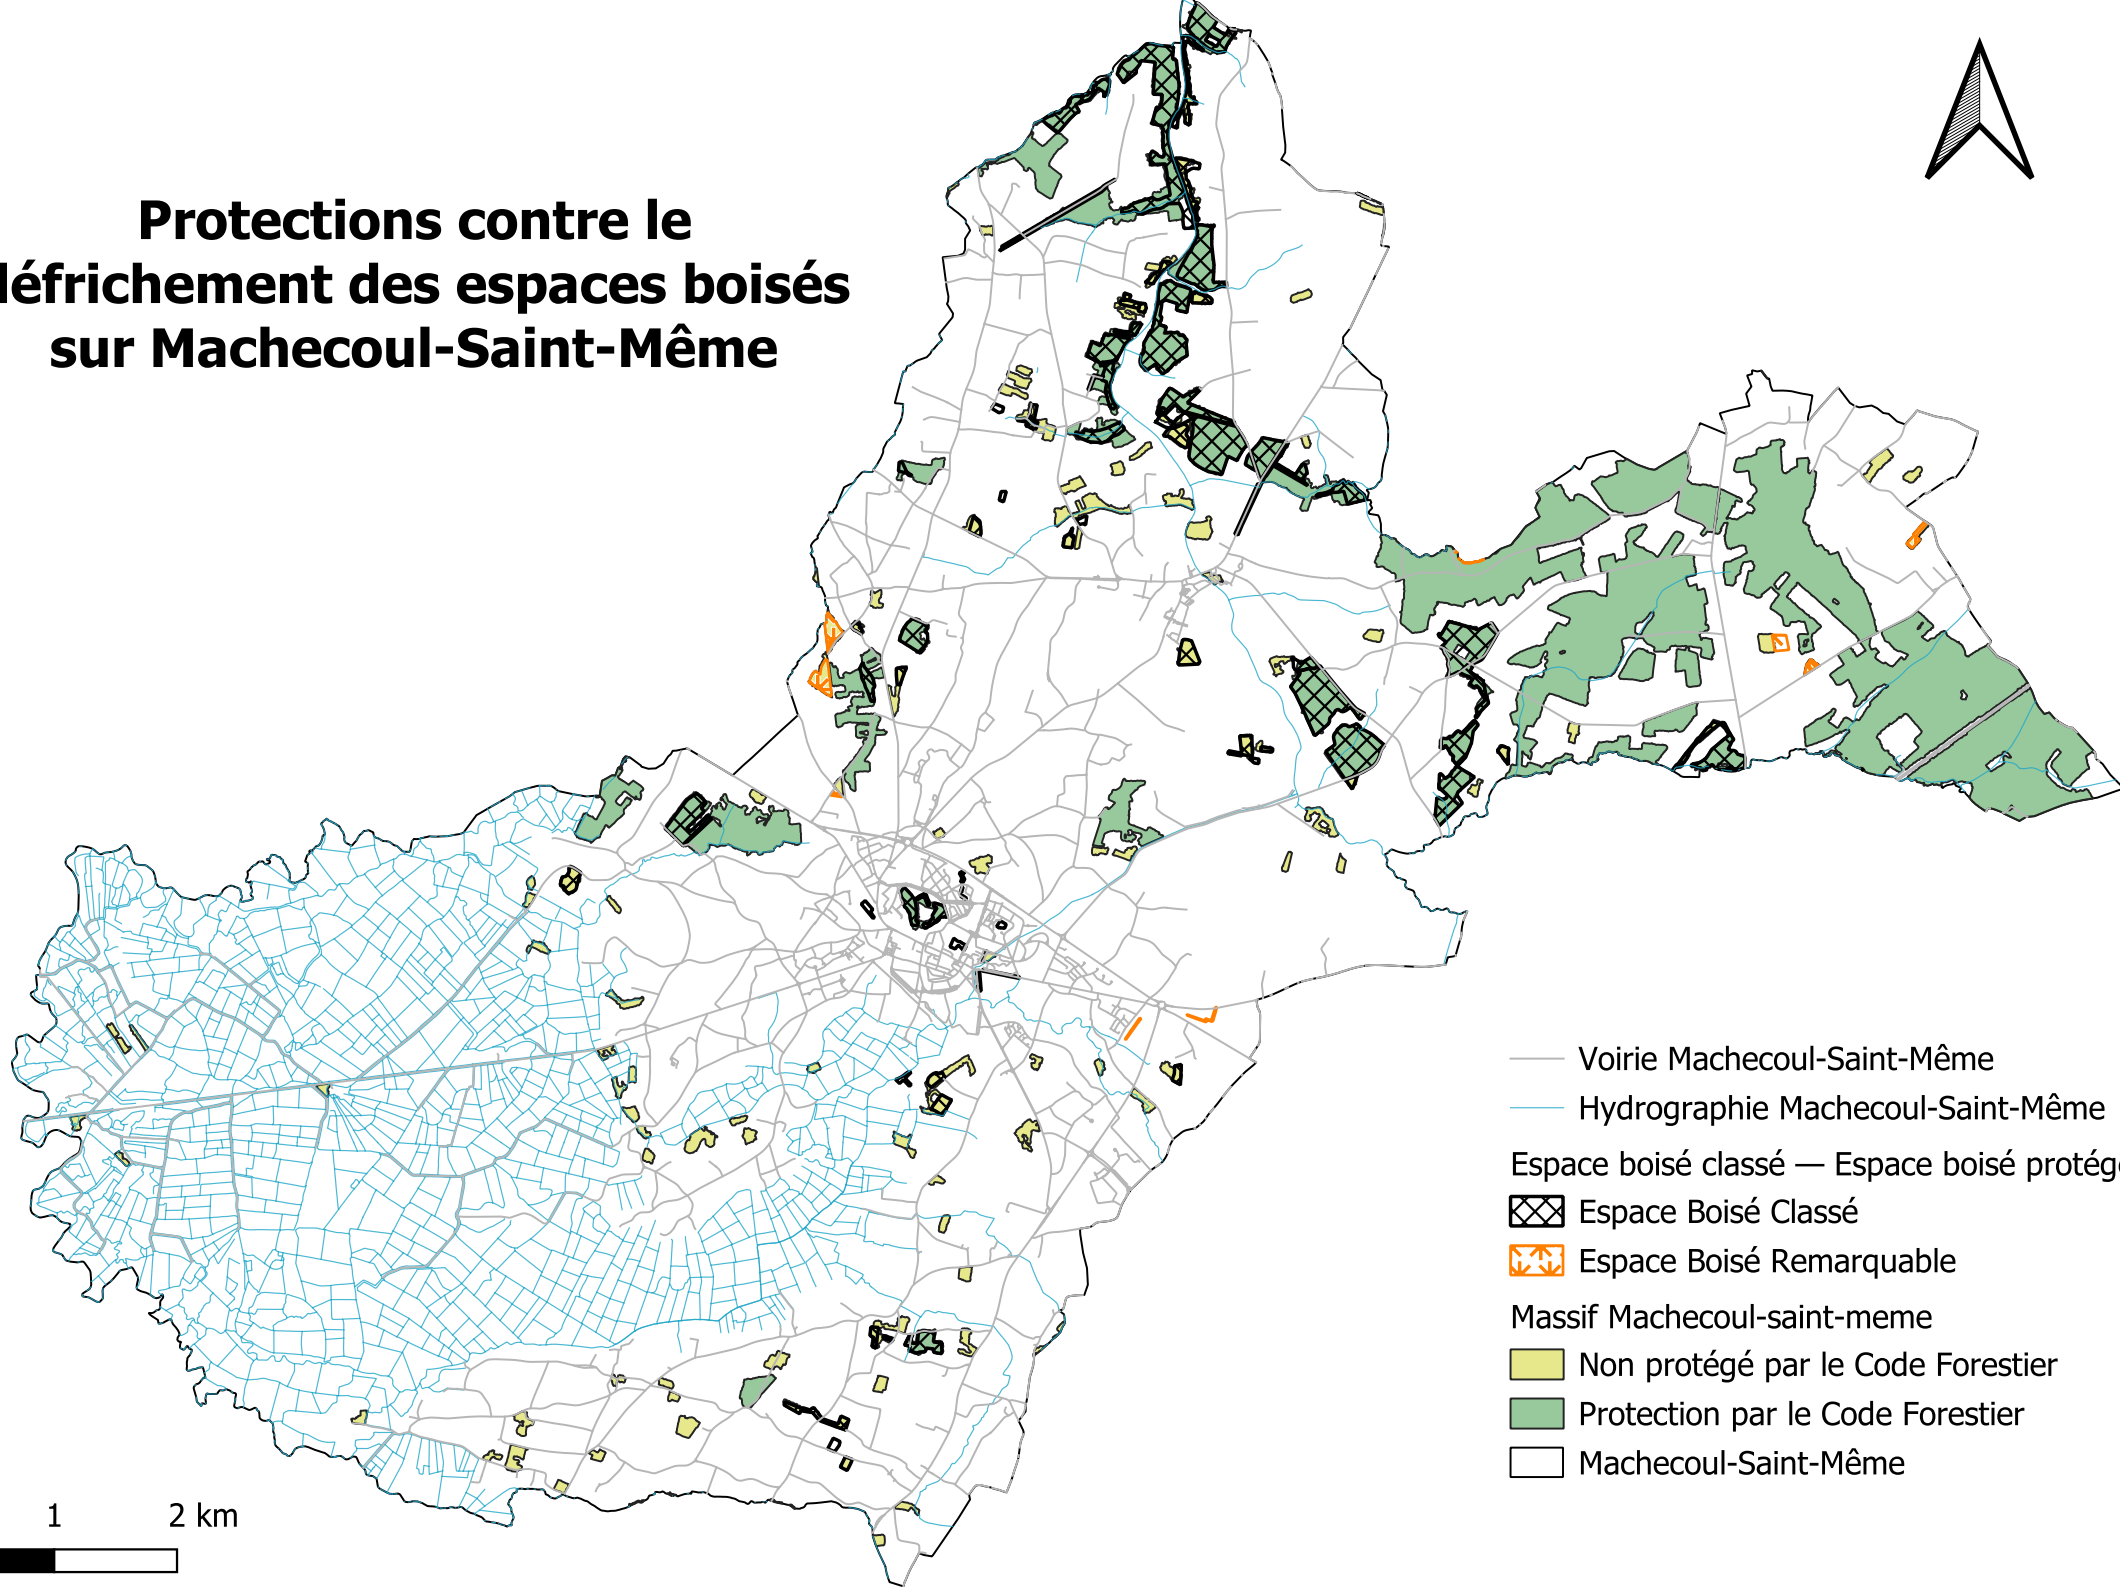 Protections contre le
défrichement des espaces boisés
sur Machecoul-Saint-Même
Voirie Machecoul-Saint-Même
Hydrographie Machecoul-Saint-Même
Espace boisé classé — Espace boisé protégé
Espace Boisé Classé
Espace Boisé Remarquable
Massif Machecoul-saint-meme
Non protégé par le Code Forestier
Protection par le Code Forestier
Machecoul-Saint-Même
1 2 km